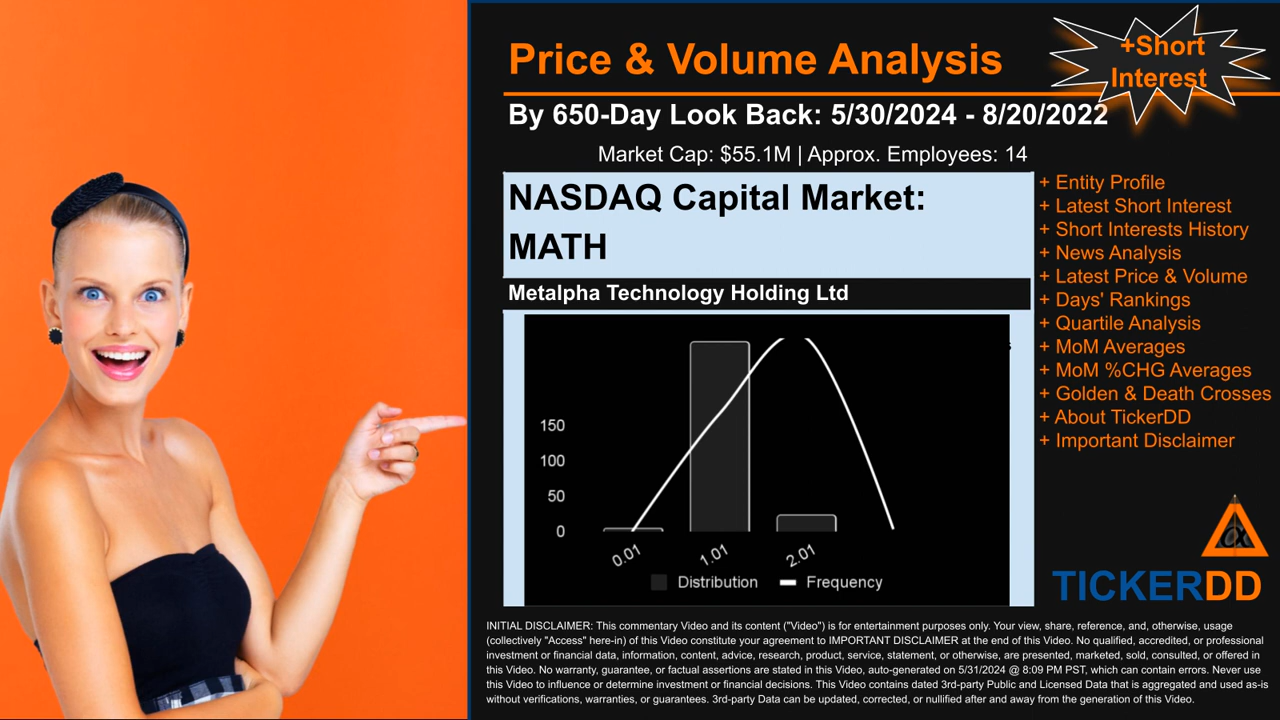 Price & Volume Analysis
+Short
Interest
By 650-Day Look Back: 5/30/2024 - 8/20/2022
Market Cap: $55.1M | Approx. Employees: 14
NASDAQ Capital Market:
MATH
Metalpha Technology Holding Ltd
150
100
50
0
0.01
1.01
2.01
Distribution
Frequency
+ Entity Profile
+ Latest Short Interest
+ Short Interests History
+ News Analysis
+ Latest Price & Volume
+ Days' Rankings
+ Quartile Analysis
+ MoM Averages
+ MoM %CHG Averages
+ Golden & Death Crosses
+ About TickerDD
+ Important Disclaimer
TICKERDD
INITIAL DISCLAIMER: This commentary Video and its content ("Video") is for entertainment purposes only. Your view, share, reference, and, otherwise, usage
(collectively "Access" here-in) of this Video constitute your agreement to IMPORTANT DISCLAIMER at the end of this Video. No qualified, accredited, or professional
investment or financial data, information, content, advice, research, product, service, statement, or otherwise, are presented, marketed, sold, consulted, or offered in
this Video. No warranty, guarantee, or factual assertions are stated in this Video, auto-generated on 5/31/2024 @ 8:09 PM PST, which can contain errors. Never use
this Video to influence or determine investment or financial decisions. This Video contains dated 3rd-party Public and Licensed Data that is aggregated and used as-is
without verifications, warranties, or guarantees. 3rd-party Data can be updated, corrected, or nullified after and away from the generation of this Video.